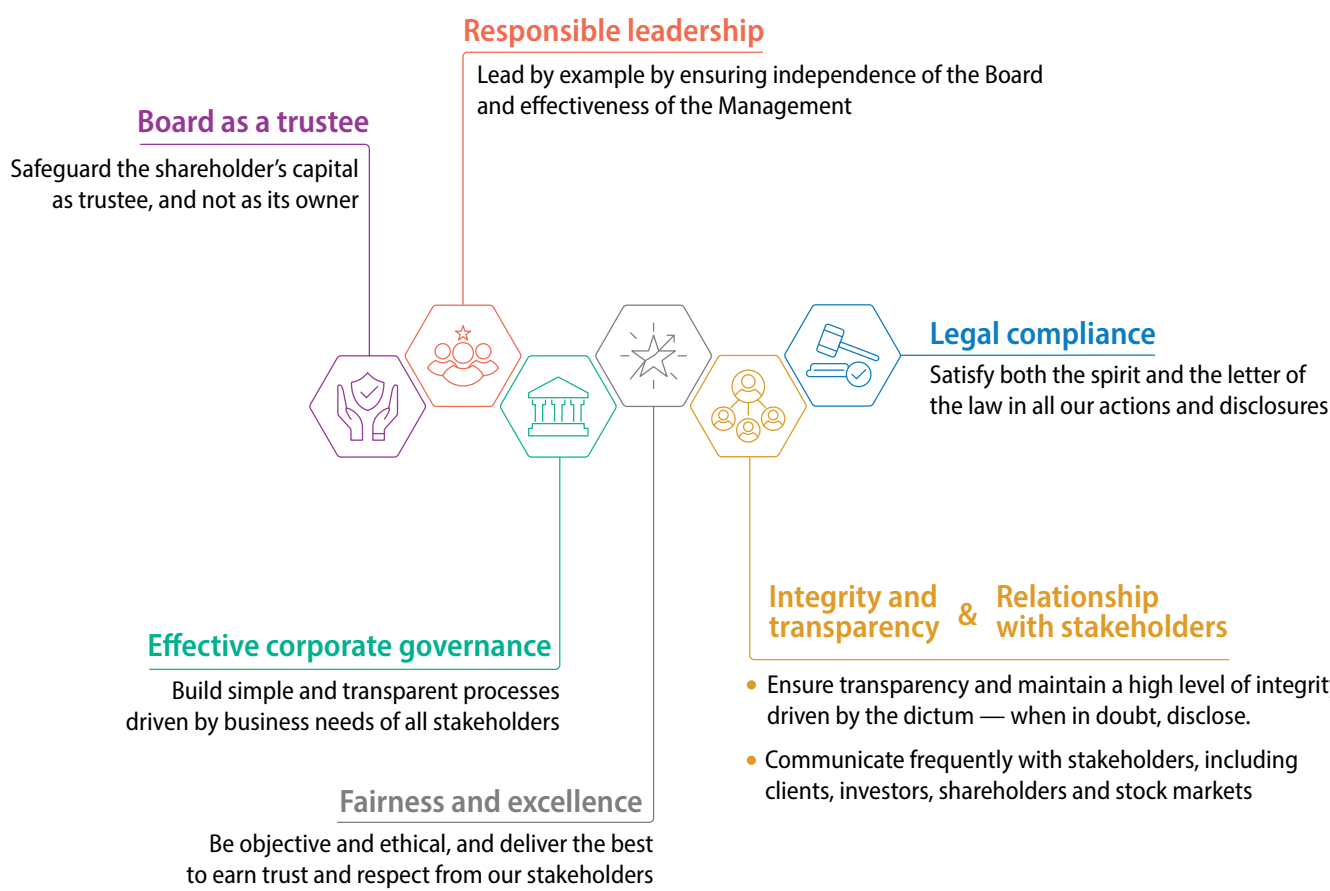 Responsible leadership
Lead by example by ensuring independence of the Board
and effectiveness of the Management
Board as a trustee
Safeguard the shareholder’s capital
as trustee, and not as its owner
Legal compliance
Satisfy both the spirit and the letter of
the law in all our actions and disclosures
Effective corporate governance
Build simple and transparent processes
driven by business needs of all stakeholders
Fairness and excellence
Be objective and ethical, and deliver the best
to earn trust and respect from our stakeholders
Integrity and
transparency
&
Relationship
with stakeholders
• Ensure transparency and maintain a high level of integrit
driven by the dictum — when in doubt, disclose.
• Communicate frequently with stakeholders, including
clients, investors, shareholders and stock markets